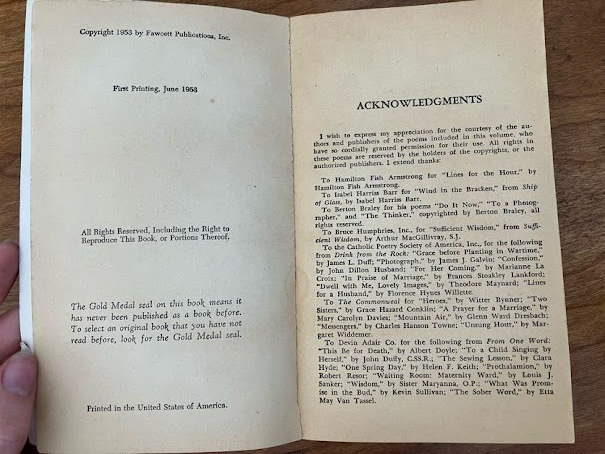 Copyright 1953 by Fawcett Publications, Inc.
First Printing, June 1953
All Rights Reserved, Including the Right to
Reproduce This Book, or Portions Thereof.
The Gold Medal seal on this book means it
has never been published as a book before.
To select an original book that you have not
read before, look for the Gold Medal seal.
Printed in the United States of America.
ACKNOWLEDGMENTS
I wish to express my appreciation for the courtesy of the au-
thors and publishers of the poems included in this volume, who
have so cordially granted permission for their use. All rights in
these poems are reserved by the holders of the copyrights, or the
authorized publishers. I extend thanks:
To Hamilton Fish Armstrong for "Lines for the Hour," by
Hamilton Fish Armstrong.
To Isabel Harriss Barr for "Wind in the Bracken," from Ship
of Glass, by Isabel Harriss Barr.
To Berton Braley for his poems "Do It Now," "To a Photog-
rapher," and "The Thinker," copyrighted by Berton Braley, all
rights reserved.
To Bruce Humphries, Inc., for "Sufficient Wisdom," from Suffi-
cient Wisdom, by Arthur MacGillivray, S.J.
To the Catholic Poetry Society of America, Inc., for the following
from Drink from the Rock: "Grace before Planting in Wartime,"
by James L. Duff; "Photograph," by James J. Galvin; "Confession,"
by John Dillon Husband; "For Her Coming," by Marianne La
Croix; "In Praise of Marriage," by Frances Stoakley Lankford;
"Dwell with Me, Lovely Images," by Theodore Maynard; "Lines
for a Husband," by Florence Hynes Willette.
To The Commonweal for "Heroes," by Witter Bynner; "Two
Sisters," by Grace Hazard Conklin; "A Prayer for a Marriage," by
Mary Carolyn Davies; "Mountain Air," by Glenn Ward Dresbach;
"Messengers," by Charles Hanson Towne; "Unsung Hour," by Mar-
garet Widdemer.
To Devin Adair Co. for the following from From One Word:
"This Be for Death," by Albert Doyle; "To a Child Singing by
Herself," by John Duffy, C.SS.R.; "The Sewing Lesson," by Clara
Hyde; "One Spring Day," by Helen F. Keith; "Prothalamion," by
Robert Resor; "Waiting Room: Maternity Ward," by Louis J.
Sanker; "Wisdom," by Sister Maryanna, O.P.; "What Was Prom-
ise in the Bud," by Kevin Sullivan; "The Sober Word," by Etta
May Van Tassel.